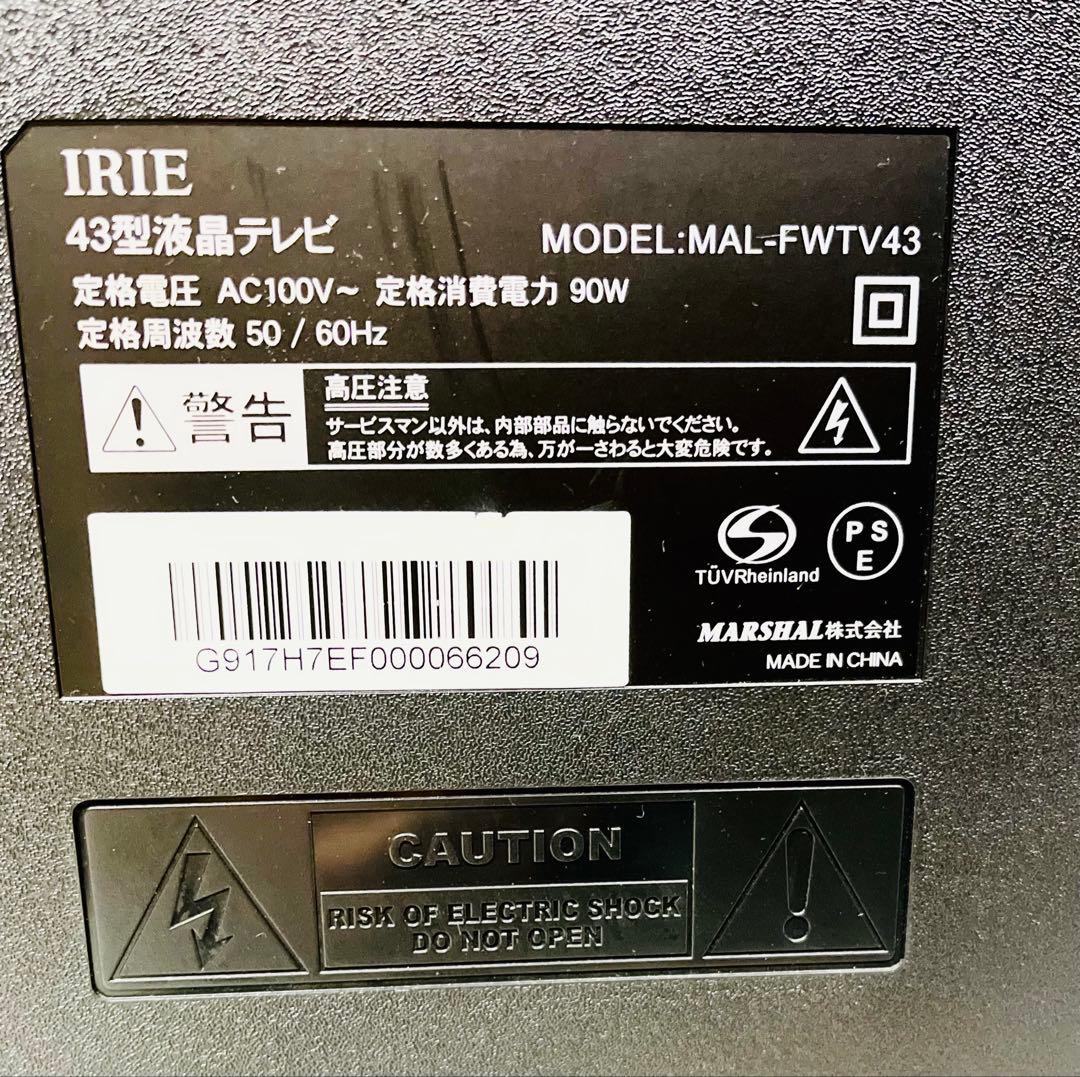 IRIE
43型液晶テレビ
MODEL:MAL-FWTV43
定格電圧 AC100V~ 定格消費電力 90W
定格周波数 50 / 60Hz
警告
高圧注意
サービスマン以外は、内部部品に触らないでください。
高圧部分が数多くある為、万が一さわると大変危険です。
TÜVRheinland
PS
E
G917H7EF000066209
MARSHAL株式会社
MADE IN CHINA
CAUTION
RISK OF ELECTRIC SHOCK
DO NOT OPEN